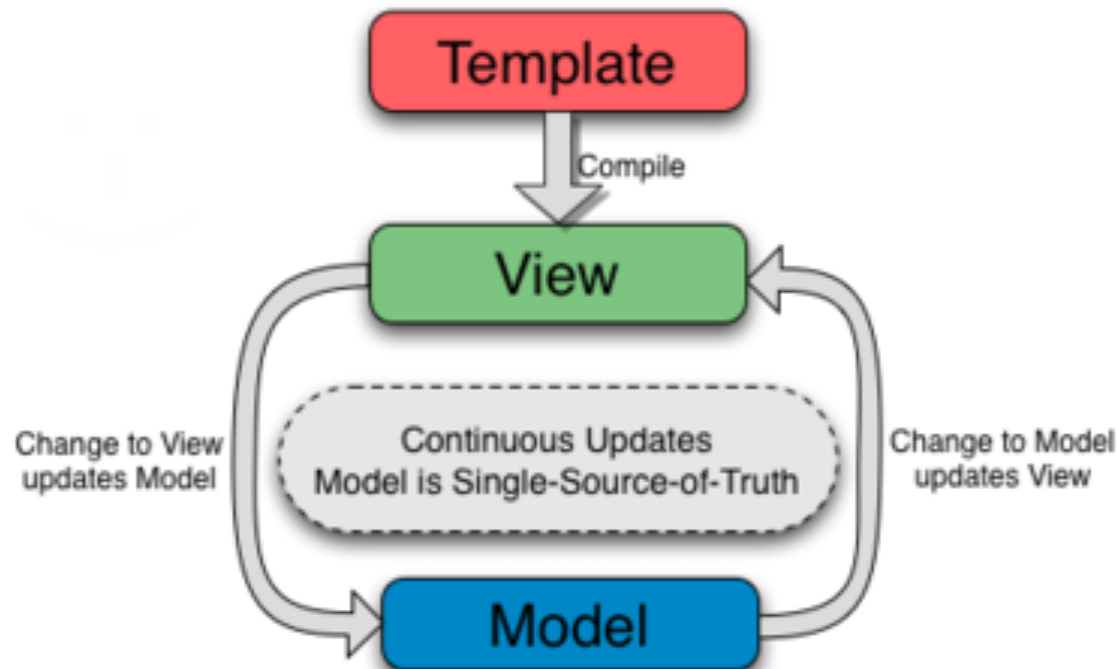 Template
Compile
View
Change to View
updates Model
Continuous Updates
Model is Single-Source-of-Truth
Change to Model
updates View
Model